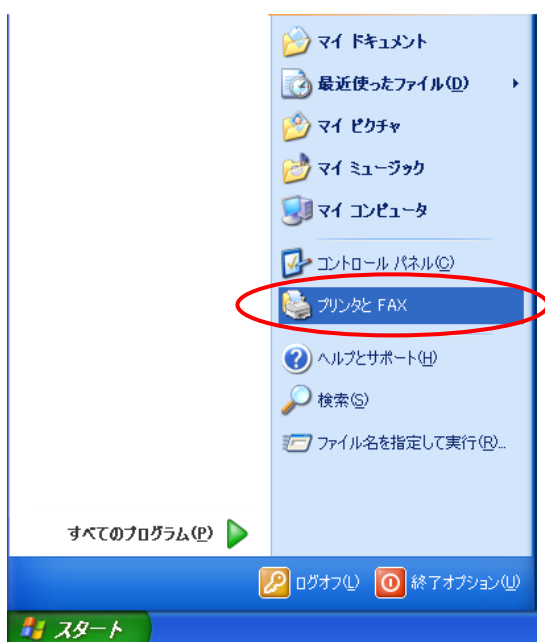 マイ ドキュメント
最近使ったファイル(D)
マイ ピクチャ
マイ ミュージック
マイ コンピュータ
コントロール パネル(C)
プリンタと FAX
ヘルプとサポート(H)
検索(S)
ファイル名を指定して実行(R)...
すべてのプログラム(P)
ログオフ(L) 終了オプション(U)
スタート